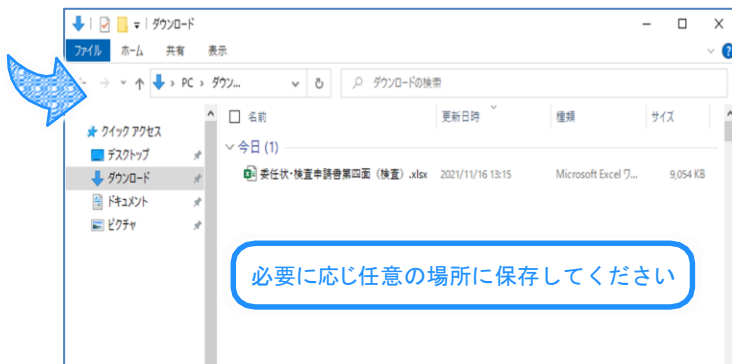 ダウンロード
ファイル ホーム 共有 表示
PC › ダウン... ダウンロードの検索
名前 更新日時 種類 サイズ
クイック アクセス
今日 (1)
デスクトップ
委任状・検査申請書第四面（検査）.xlsx 2021/11/16 13:15 Microsoft Excel ワ... 9,054 KB
ダウンロード
ドキュメント
ピクチャ
必要に応じ任意の場所に保存してください